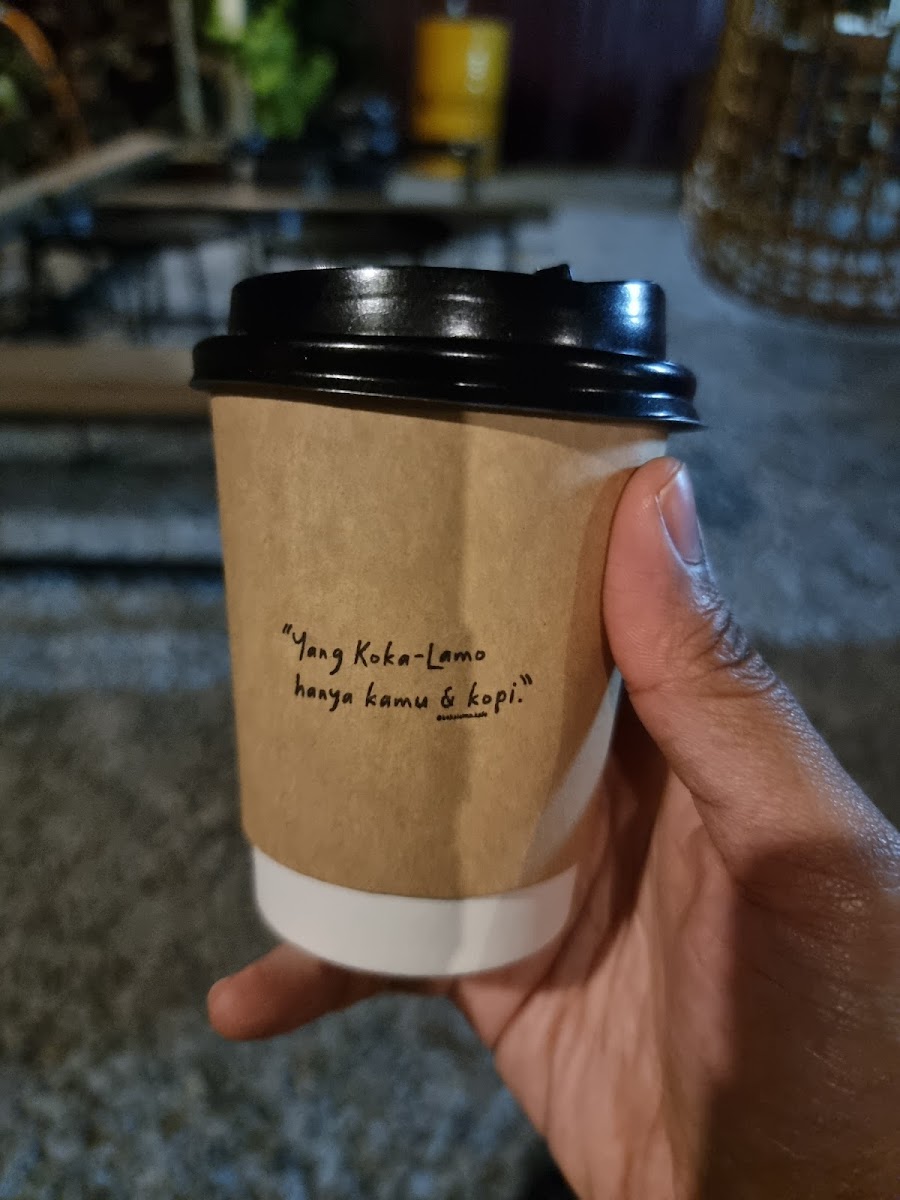 "Yang Koka-Lamo
hanya kamu & kopi."